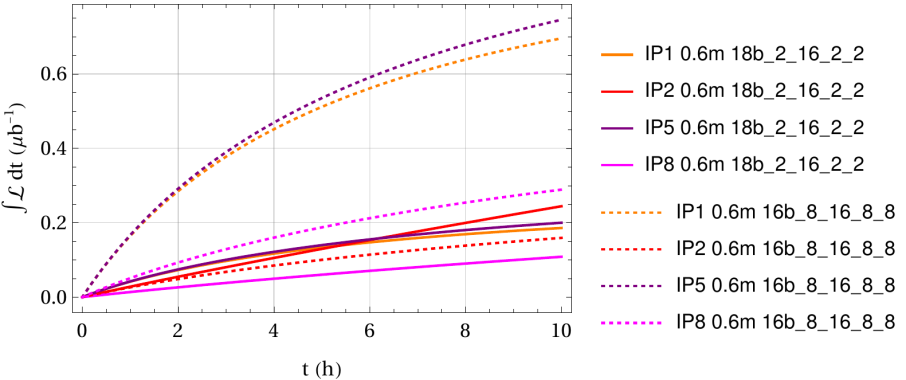 0.6
0.4
0.2
0.0
0
2
4
6
8
10
∫ℒ dt (μb⁻¹)
t (h)
IP1 0.6m 18b_2_16_2_2
IP2 0.6m 18b_2_16_2_2
IP5 0.6m 18b_2_16_2_2
IP8 0.6m 18b_2_16_2_2
IP1 0.6m 16b_8_16_8_8
IP2 0.6m 16b_8_16_8_8
IP5 0.6m 16b_8_16_8_8
IP8 0.6m 16b_8_16_8_8